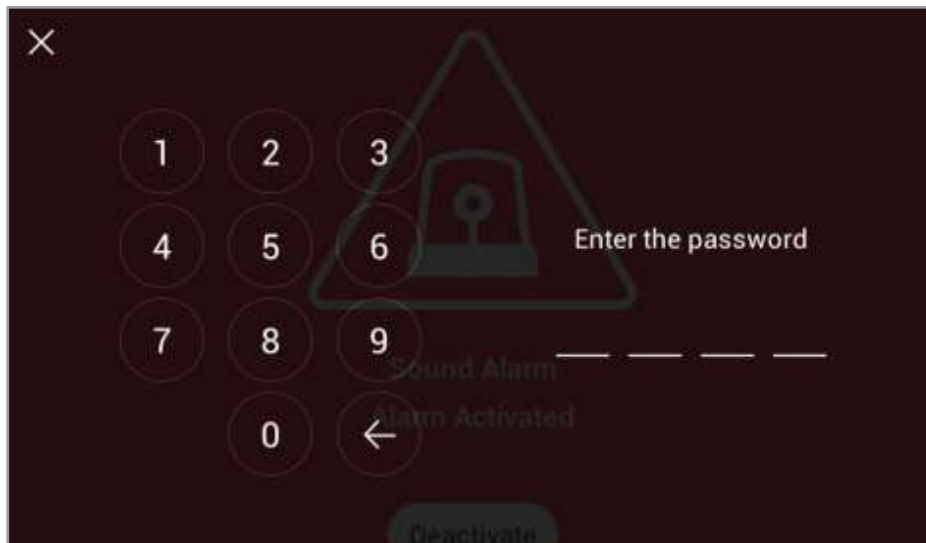 1 2 3
4 5 6
Enter the password
7 8 9
Sound Alarm
Alarm Activated
0
Deactivate